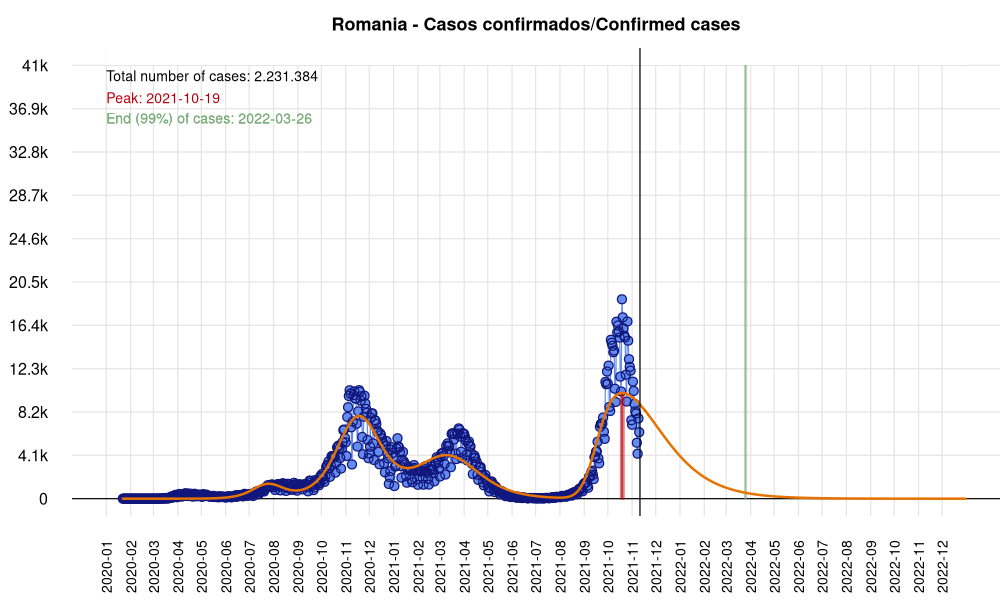 Romania - Casos confirmados/Confirmed cases
Total number of cases: 2.231.384
Peak: 2021-10-19
End (99%) of cases: 2022-03-26
41k
36.9k
32.8k
28.7k
24.6k
20.5k
16.4k
12.3k
8.2k
4.1k
0
2020-01
2020-02
2020-03
2020-04
2020-05
2020-06
2020-07
2020-08
2020-09
2020-10
2020-11
2020-12
2021-01
2021-02
2021-03
2021-04
2021-05
2021-06
2021-07
2021-08
2021-09
2021-10
2021-11
2021-12
2022-01
2022-02
2022-03
2022-04
2022-05
2022-06
2022-07
2022-08
2022-09
2022-10
2022-11
2022-12